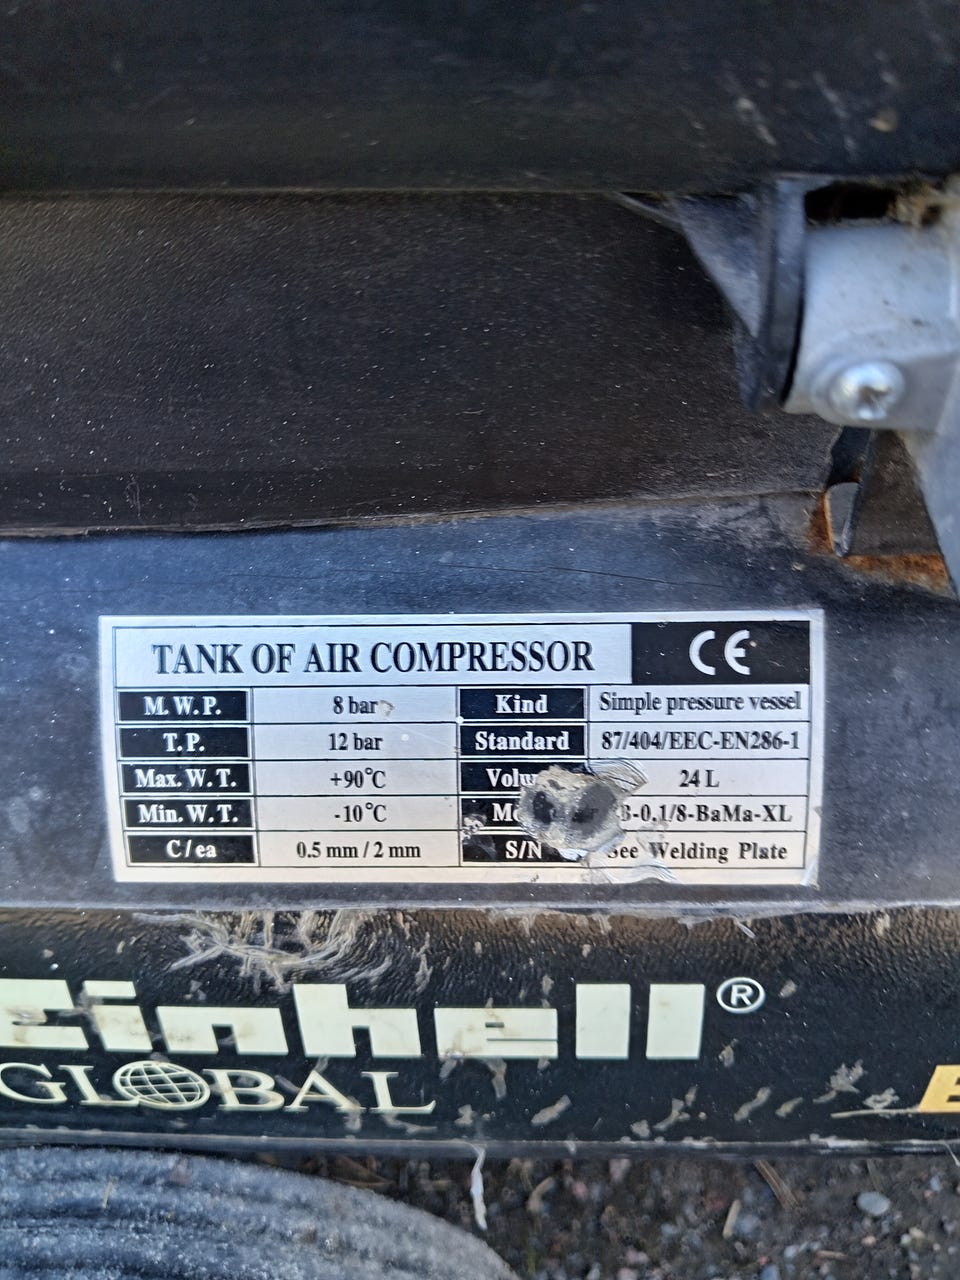 TANK OF AIR COMPRESSOR CE
M.W.P. 8 bar Kind Simple pressure vessel
T.P. 12 bar Standard 87/404/EEC-EN286-1
Max.W.T. +90°C 24 L
Min.W.T. -10°C -0.1/8-BaMa-XL
C/ea 0.5 mm / 2 mm S/N See Welding Plate
Einhell®
GLOBAL